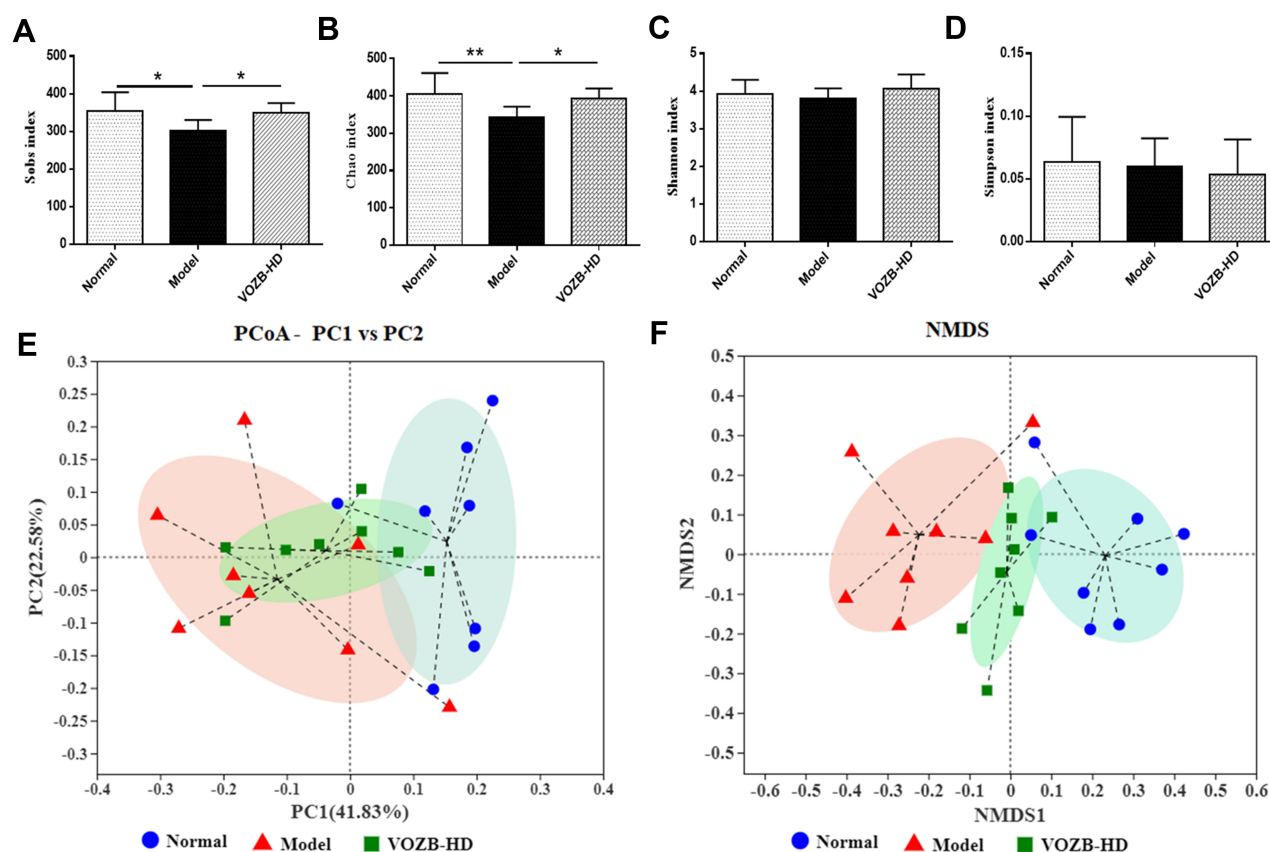 A
500
400
300
200
100
0
Sobs index
* *
Normal
Model
VOZB-HD
B
500
400
300
200
100
0
Chao index
** *
Normal
Model
VOZB-HD
C
5
4
3
2
1
0
Shannon index
Normal
Model
VOZB-HD
D
0.15
0.10
0.05
0.00
Simpson index
Normal
Model
VOZB-HD
E
PCoA - PC1 vs PC2
0.3
0.25
0.2
0.15
0.1
0.05
0
-0.05
-0.1
-0.15
-0.2
-0.25
-0.3
PC2(22.58%)
-0.4 -0.3 -0.2 -0.1 0 0.1 0.2 0.3 0.4
PC1(41.83%)
Normal Model VOZB-HD
F
NMDS
0.5
0.4
0.3
0.2
0.1
0
-0.1
-0.2
-0.3
-0.4
-0.5
NMDS2
-0.6 -0.5 -0.4 -0.3 -0.2 -0.1 0 0.1 0.2 0.3 0.4 0.5 0.6
NMDS1
Normal Model VOZB-HD